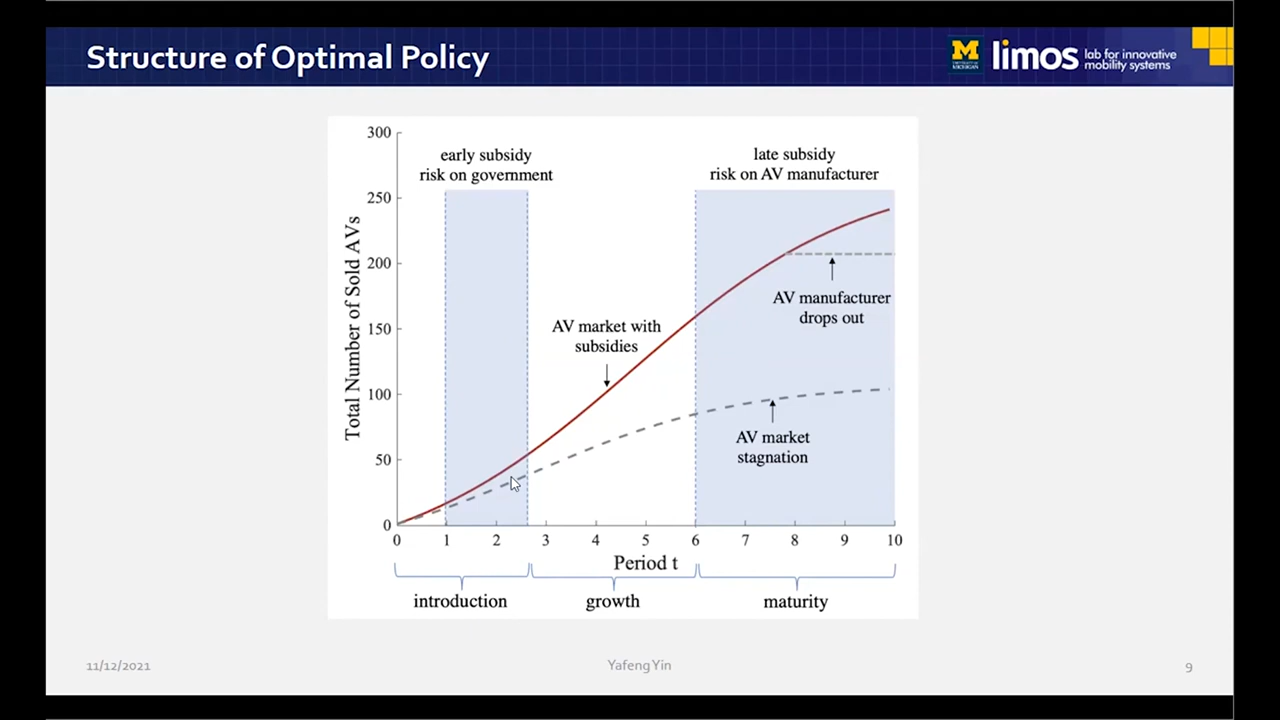 Structure of Optimal Policy
M
UNIVERSITY OF
MICHIGAN
limos
lab for innovative
mobility systems
300
250
200
150
100
50
0
Total Number of Sold AVs
early subsidy
risk on government
late subsidy
risk on AV manufacturer
AV manufacturer
drops out
AV market with
subsidies
AV market
stagnation
0 1 2 3 4 5 6 7 8 9 10
Period t
introduction
growth
maturity
11/12/2021
Yafeng Yin
9